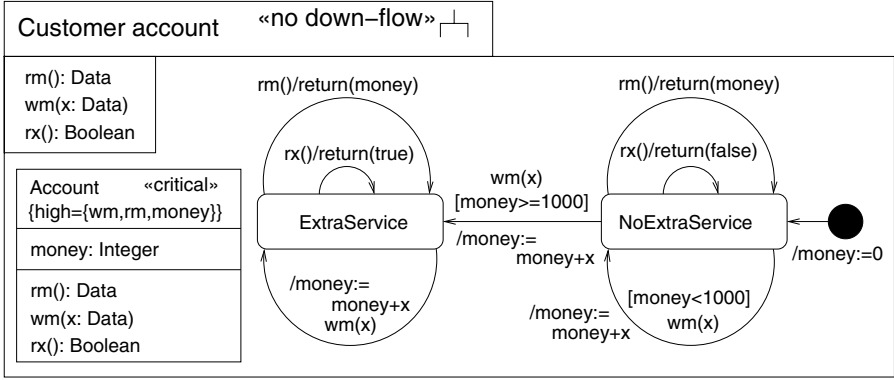 Customer account «no down−flow»
rm(): Data
wm(x: Data)
rx(): Boolean
Account «critical»
{high={wm,rm,money}}
money: Integer
rm(): Data
wm(x: Data)
rx(): Boolean
rm()/return(money)
rx()/return(true)
ExtraService
/money:=
money+x
wm(x)
wm(x)
[money>=1000]
/money:=
money+x
rm()/return(money)
rx()/return(false)
NoExtraService
[money<1000]
wm(x)
/money:=
money+x
/money:=0